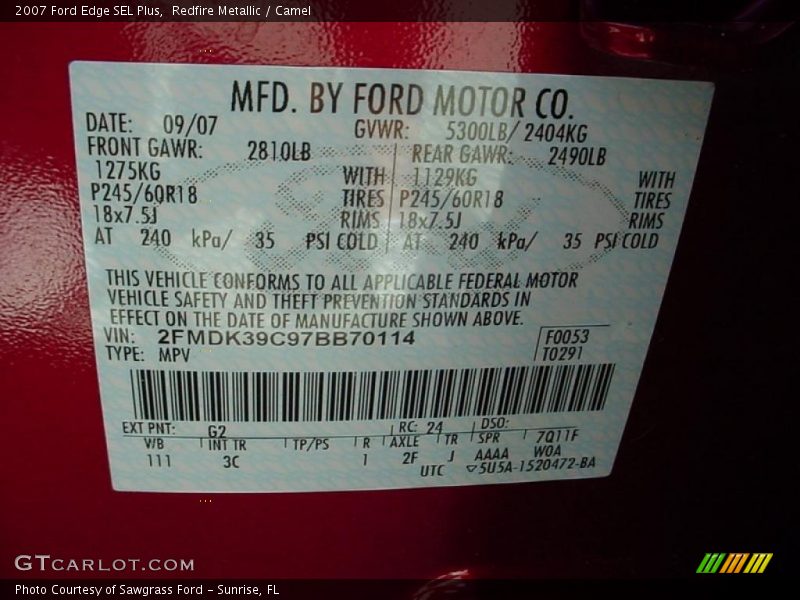 2007 Ford Edge SEL Plus, Redfire Metallic / Camel
MFD. BY FORD MOTOR CO.
DATE: 09/07 GVWR: 5300LB/ 2404KG
FRONT GAWR: 2810LB REAR GAWR: 2490LB
1275KG WITH 1129KG WITH
P245/60R18 TIRES P245/60R18 TIRES
18x7.5J RIMS 18x7.5J RIMS
AT 240 kPa/ 35 PSI COLD AT 240 kPa/ 35 PSI COLD
THIS VEHICLE CONFORMS TO ALL APPLICABLE FEDERAL MOTOR
VEHICLE SAFETY AND THEFT PREVENTION STANDARDS IN
EFFECT ON THE DATE OF MANUFACTURE SHOWN ABOVE.
VIN: 2FMDK39C97BB70114 F0053
TYPE: MPV T0291
EXT PNT: G2 RC: 24 DSO:
W/B INT TR TP/PS R AXLE TR SPR 7Q11F
111 3C 1 2F J AAAA W0A
UTC 5U5A-1520472-BA
GTCARLOT.COM
Photo Courtesy of Sawgrass Ford - Sunrise, FL